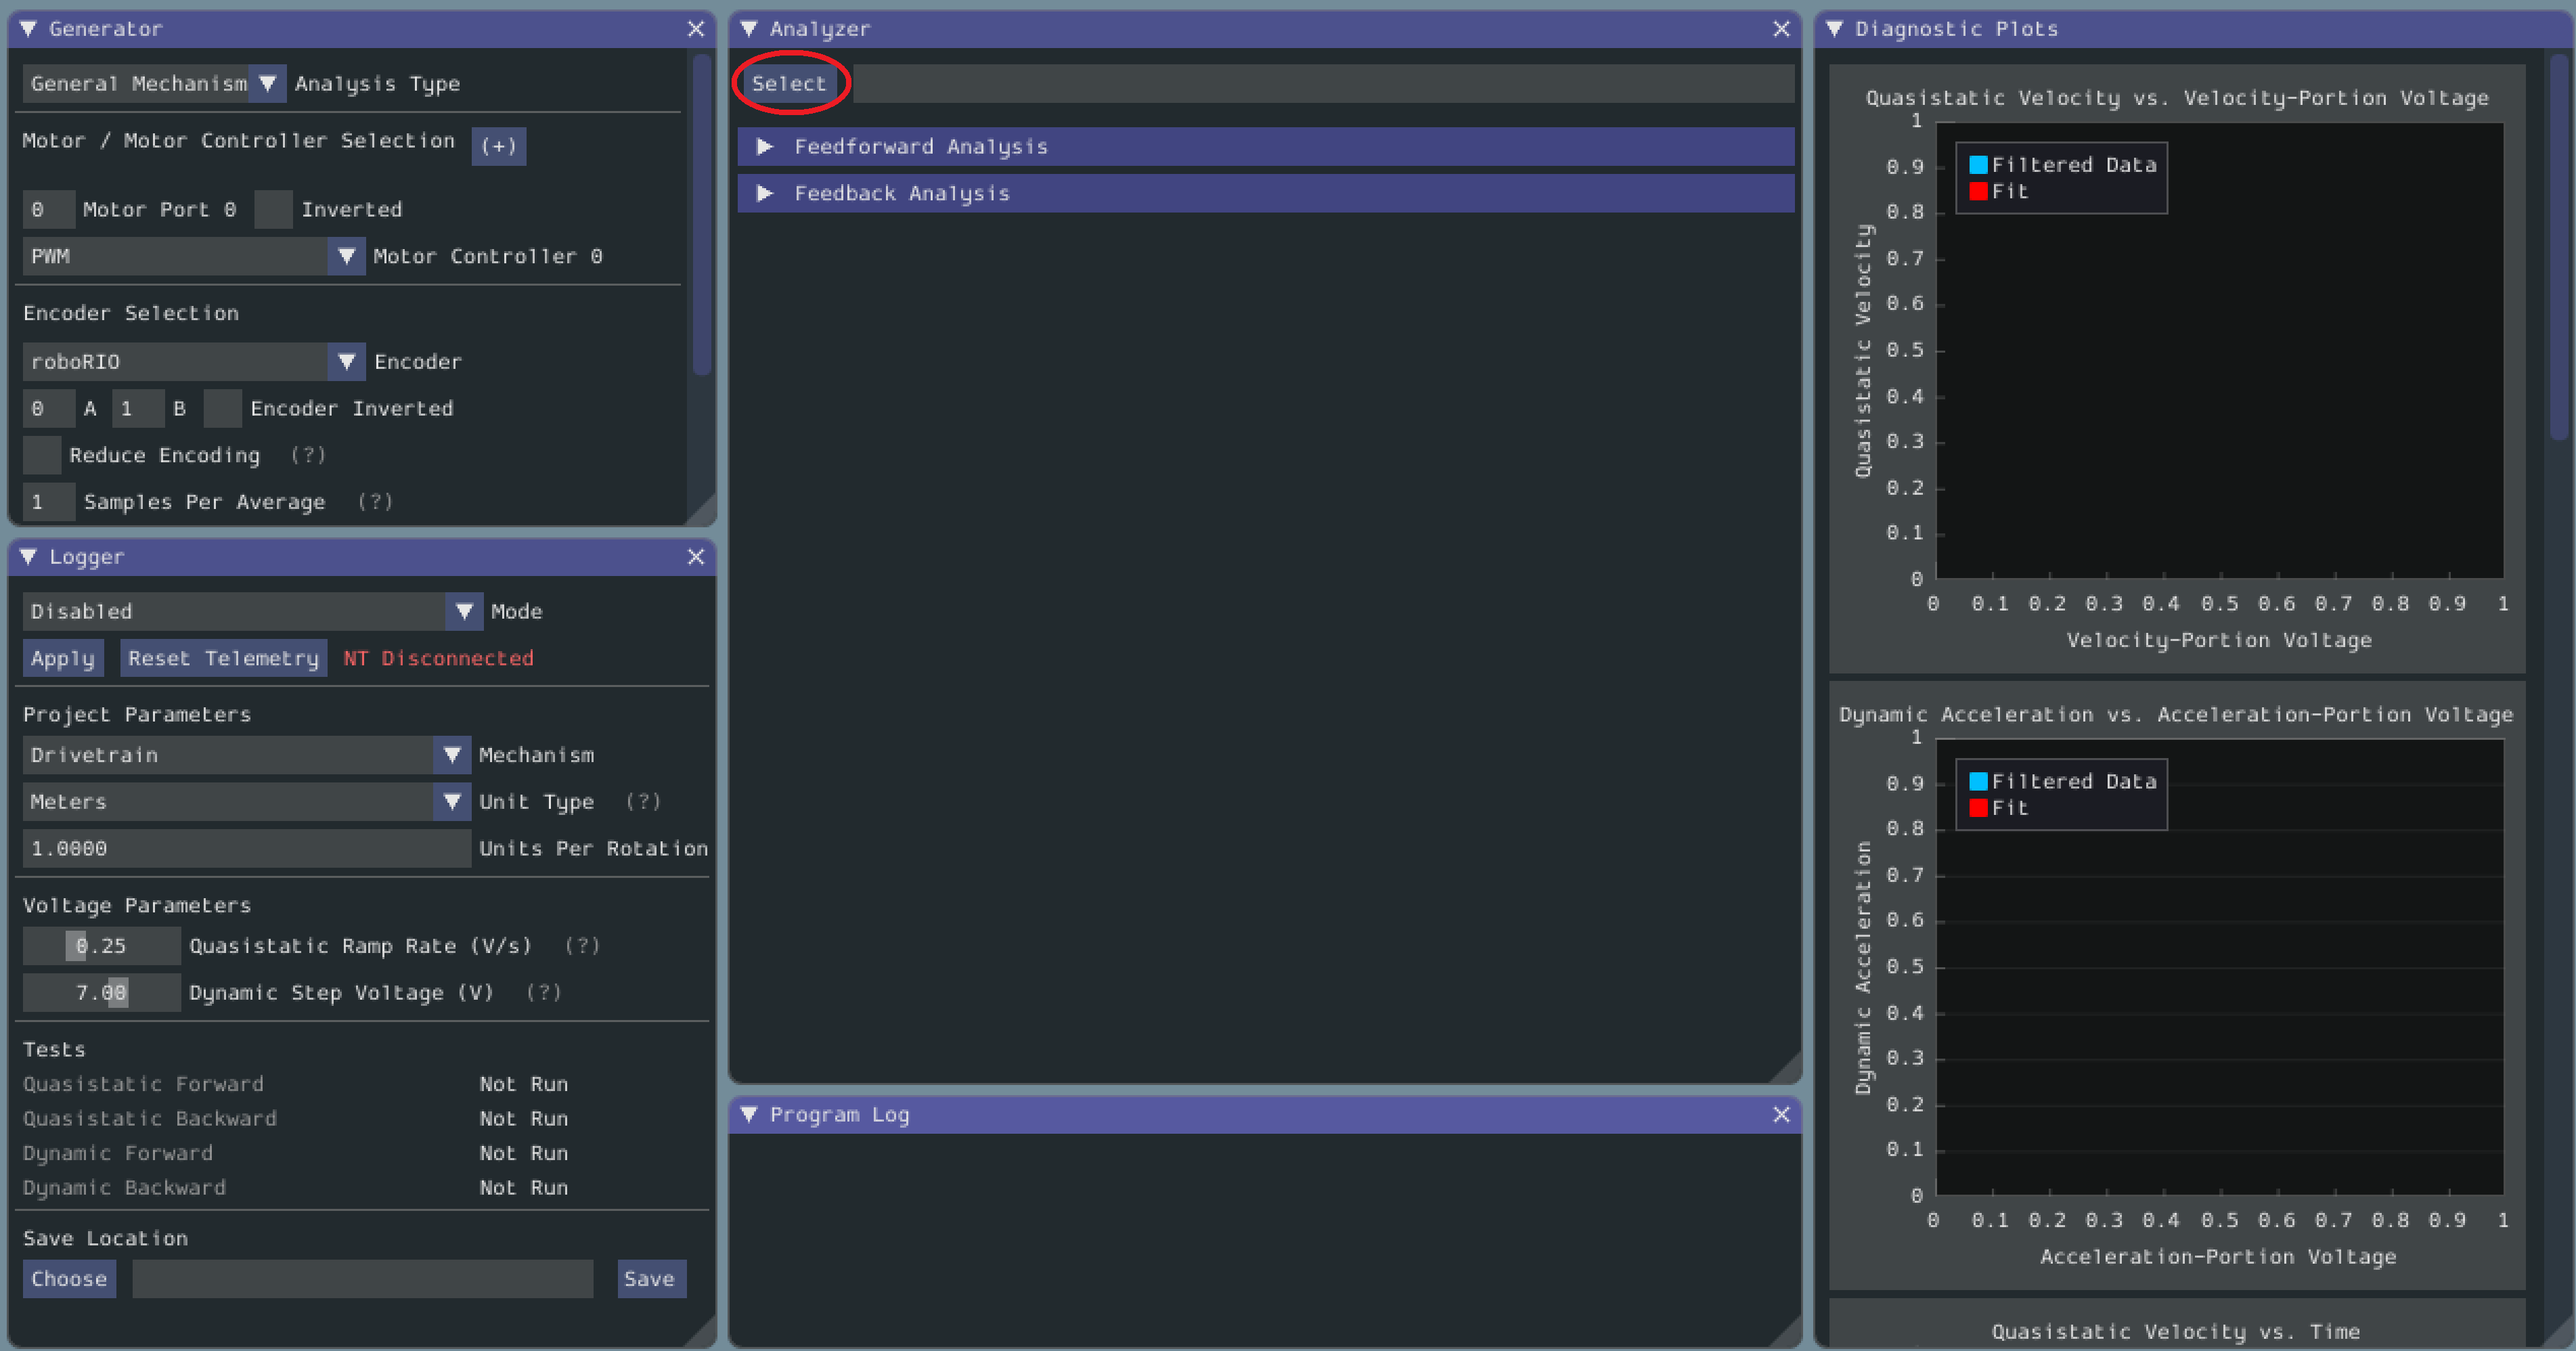 Generator
General Mechanism Analysis Type
Motor / Motor Controller Selection (+)
0 Motor Port 0 Inverted
PWM Motor Controller 0
Encoder Selection
roboRIO Encoder
0 A 1 B Encoder Inverted
Reduce Encoding (?)
1 Samples Per Average (?)
Logger
Disabled Mode
Apply Reset Telemetry NT Disconnected
Project Parameters
Drivetrain Mechanism
Meters Unit Type (?)
1.0000 Units Per Rotation
Voltage Parameters
0.25 Quasistatic Ramp Rate (V/s) (?)
7.00 Dynamic Step Voltage (V) (?)
Tests
Quasistatic Forward Not Run
Quasistatic Backward Not Run
Dynamic Forward Not Run
Dynamic Backward Not Run
Save Location
Choose Save
Analyzer
Select
Feedforward Analysis
Feedback Analysis
Program Log
Diagnostic Plots
Quasistatic Velocity vs. Velocity-Portion Voltage
Filtered Data
Fit
Quasistatic Velocity
1
0.9
0.8
0.7
0.6
0.5
0.4
0.3
0.2
0.1
0
0 0.1 0.2 0.3 0.4 0.5 0.6 0.7 0.8 0.9 1
Velocity-Portion Voltage
Dynamic Acceleration vs. Acceleration-Portion Voltage
Filtered Data
Fit
Dynamic Acceleration
1
0.9
0.8
0.7
0.6
0.5
0.4
0.3
0.2
0.1
0
0 0.1 0.2 0.3 0.4 0.5 0.6 0.7 0.8 0.9 1
Acceleration-Portion Voltage
Quasistatic Velocity vs. Time